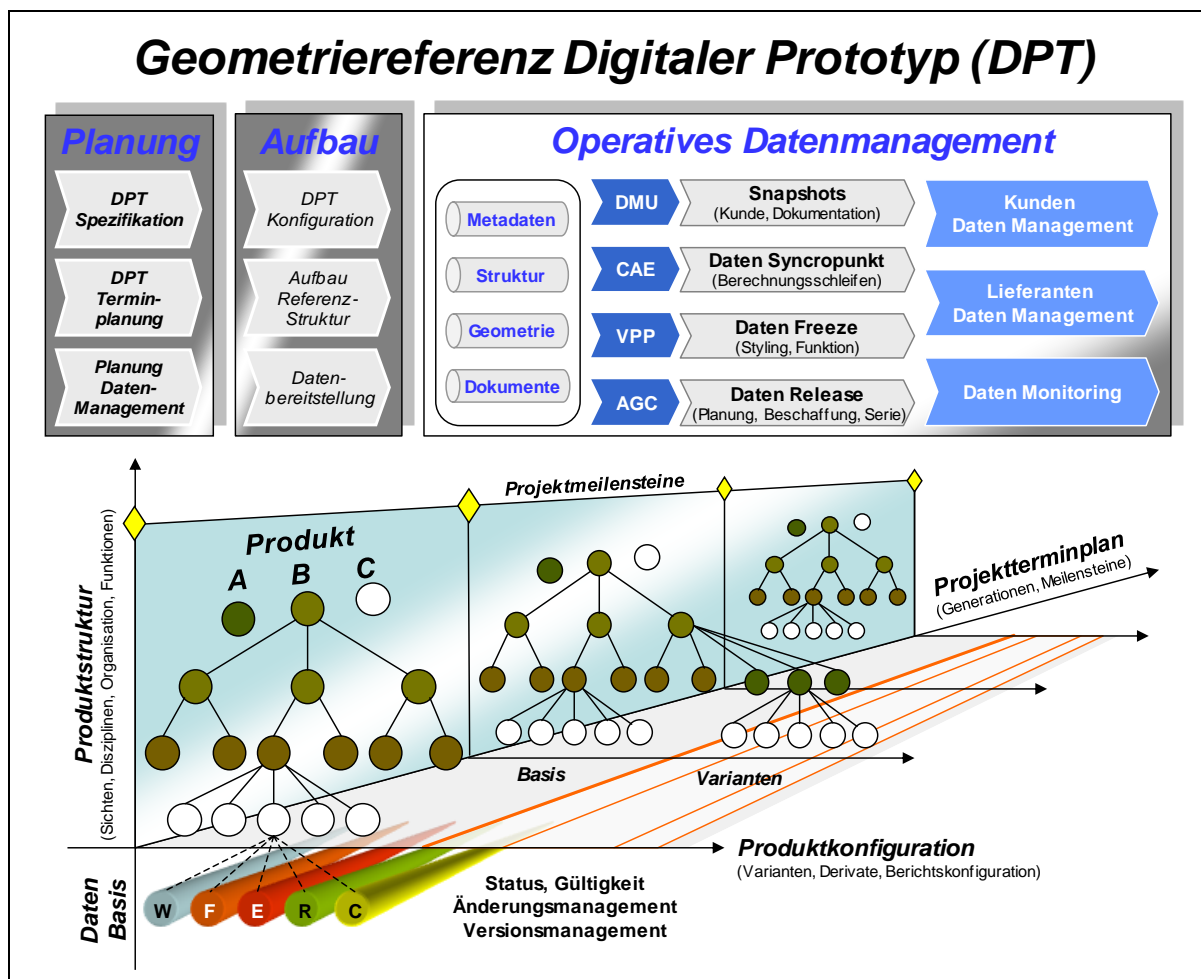 Geometriereferenz Digitaler Prototyp (DPT)
Planung
DPT
Spezifikation
DPT
Termin-
planung
Planung
Daten-
Management
Aufbau
DPT
Konfiguration
Aufbau
Referenz-
Struktur
Daten-
bereitstellung
Operatives Datenmanagement
Metadaten
Struktur
Geometrie
Dokumente
DMU
Snapshots
(Kunde, Dokumentation)
CAE
Daten Syncropunkt
(Berechnungsschleifen)
VPP
Daten Freeze
(Styling, Funktion)
AGC
Daten Release
(Planung, Beschaffung, Serie)
Kunden
Daten Management
Lieferanten
Daten Management
Daten Monitoring
Projektmeilensteine
Produkt
A B C
Produktstruktur
(Sichten, Disziplinen, Organisation, Funktionen)
Projektterminplan
(Generationen, Meilensteine)
Basis
Varianten
Produktkonfiguration
(Varianten, Derivate, Berichtskonfiguration)
Daten
Basis
W F E R C
Status, Gültigkeit
Änderungsmanagement
Versionsmanagement